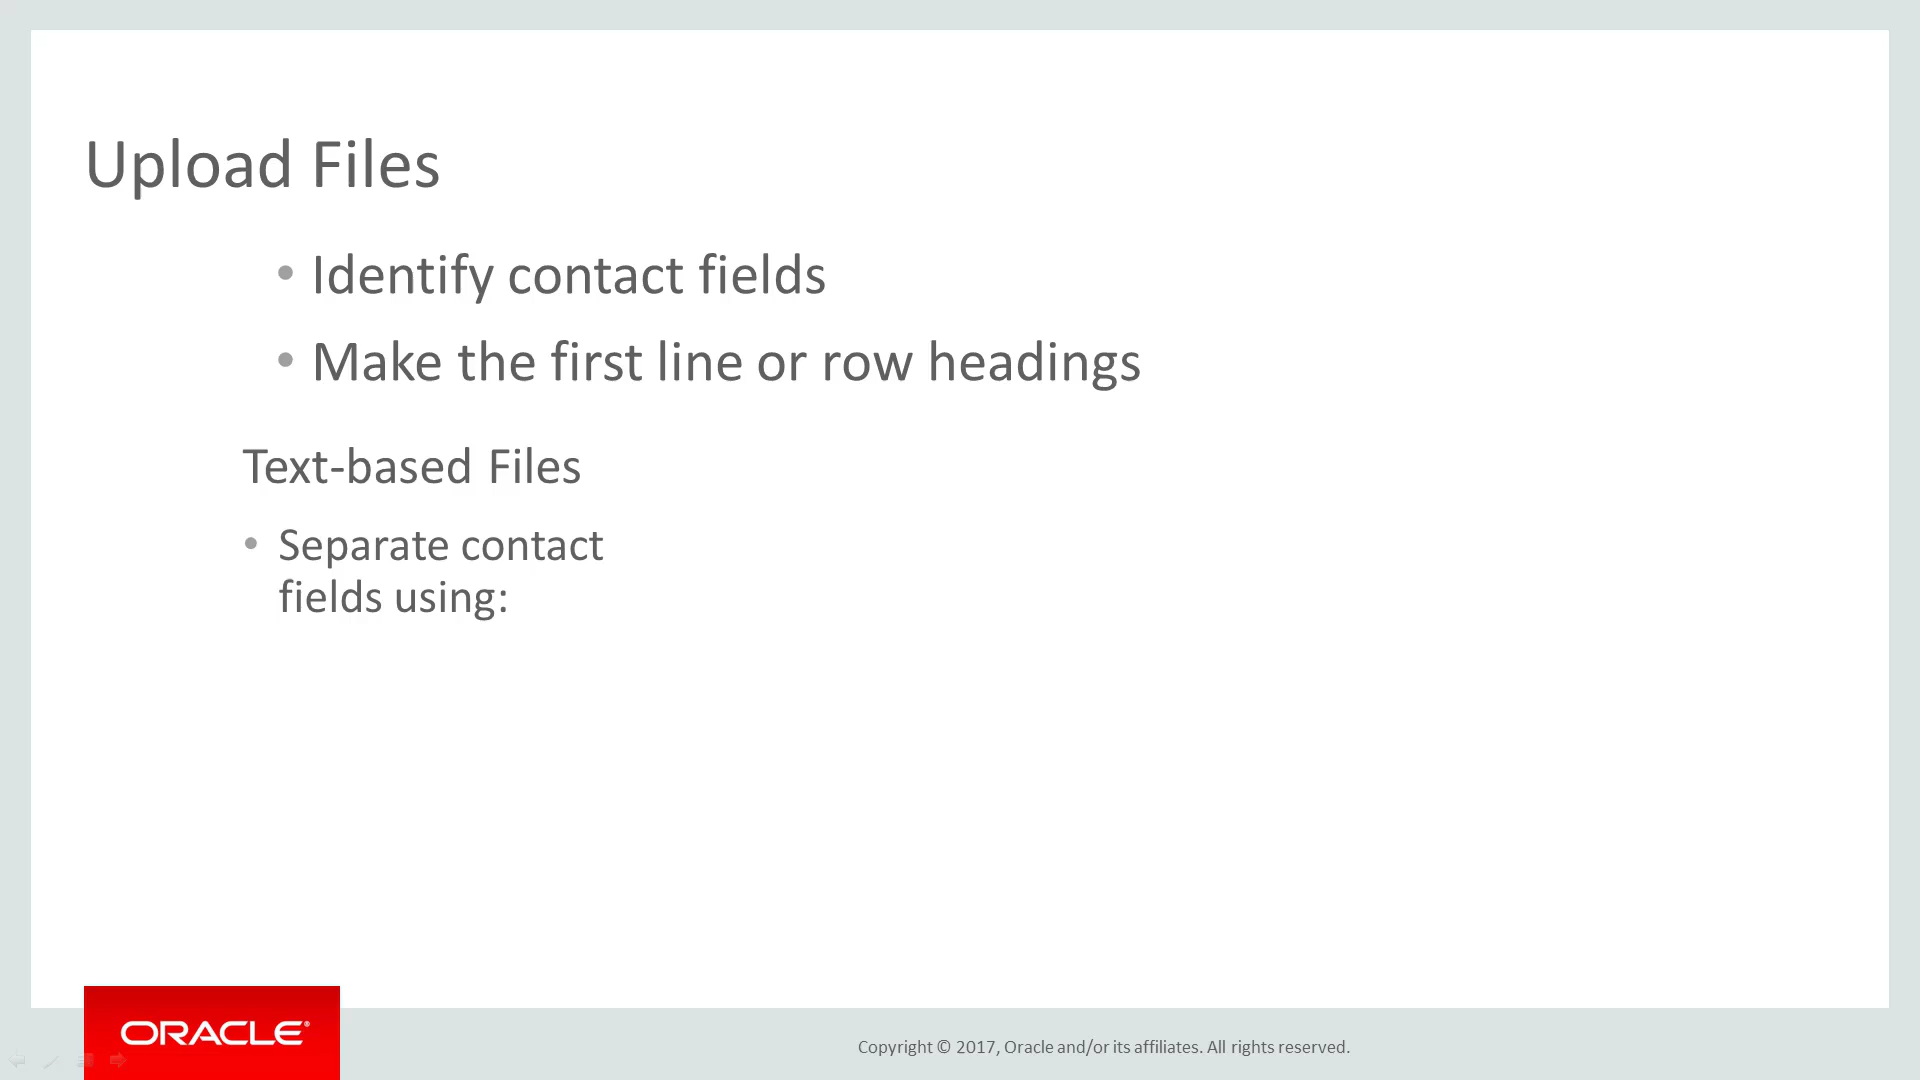 Upload Files
• Identify contact fields
• Make the first line or row headings
Text-based Files
• Separate contact
fields using:
ORACLE®
Copyright © 2017, Oracle and/or its affiliates. All rights reserved.